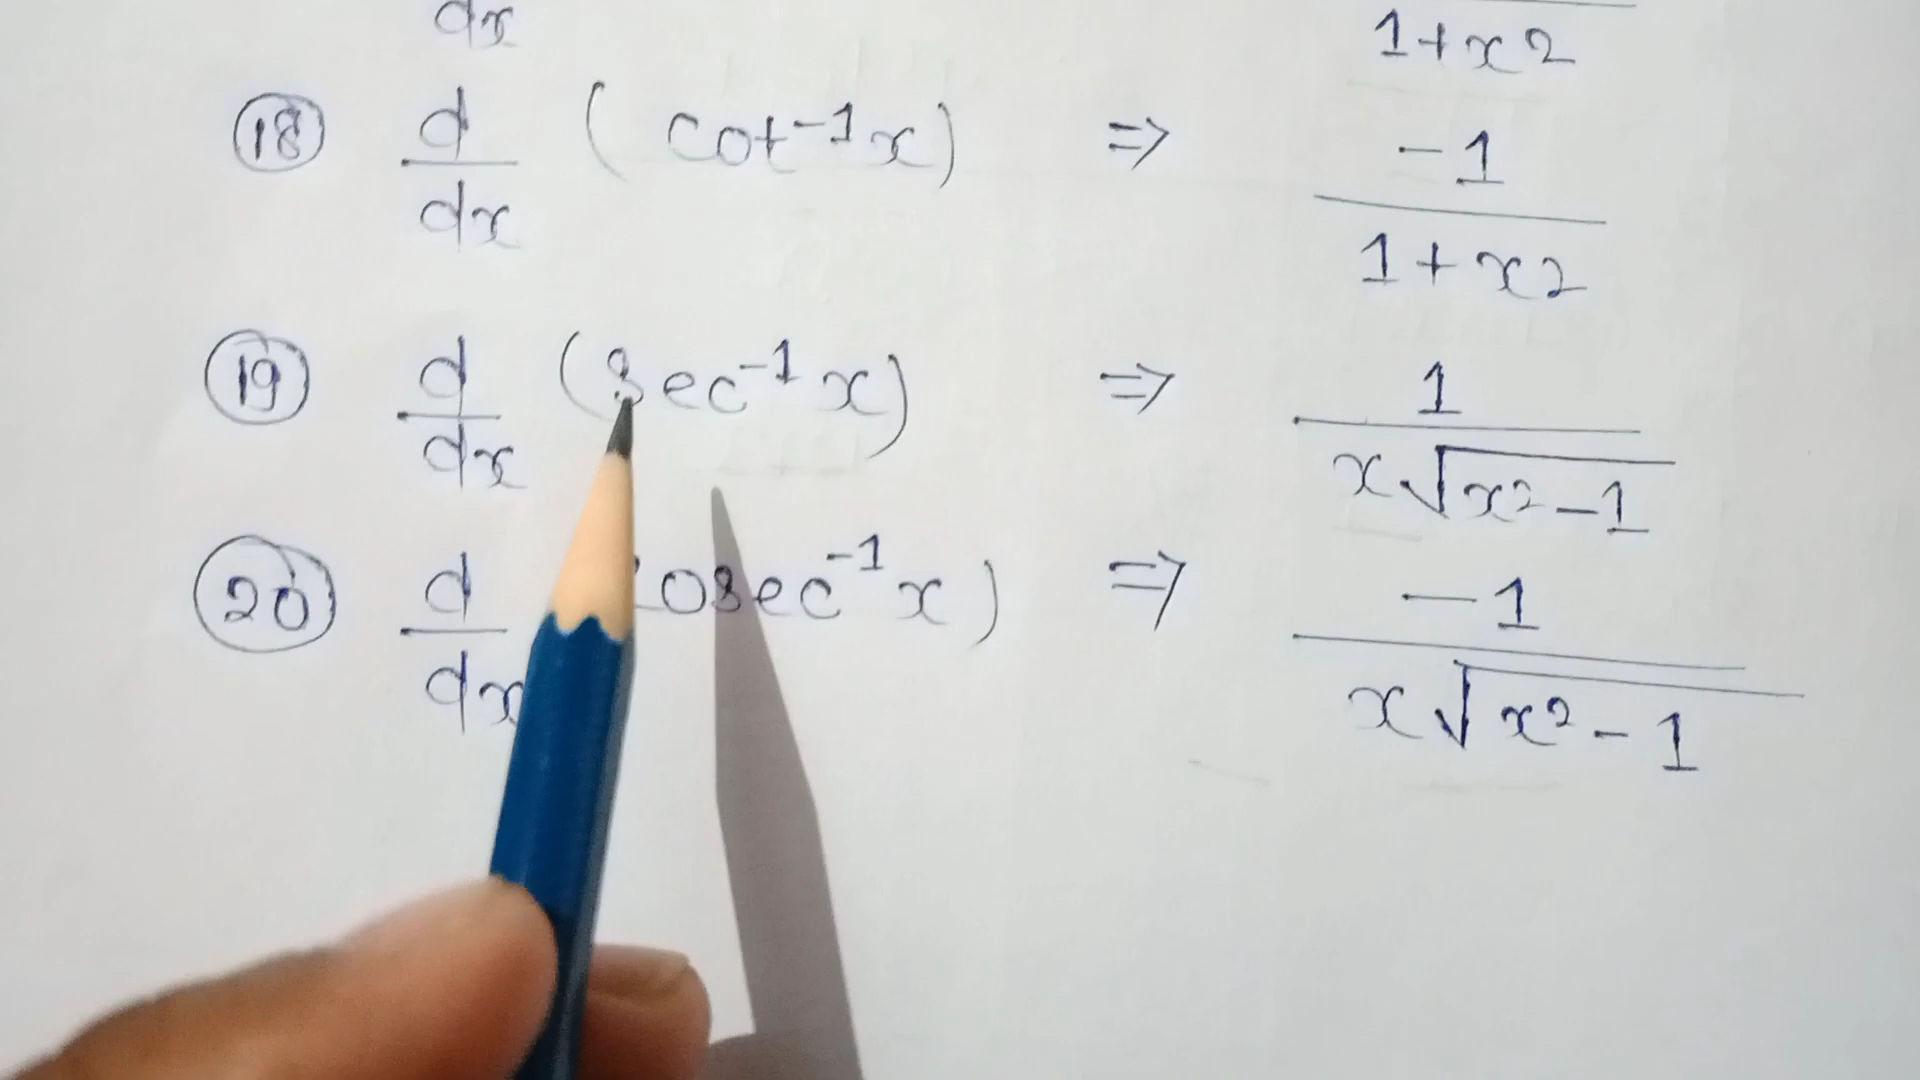 dx 1+x2
18 d/dx (cot⁻¹x) ⇒ -1/1+x2
19 d/dx (sec⁻¹x) ⇒ 1/x√x²-1
20 d/dx cosec⁻¹x) ⇒ -1/x√x²-1